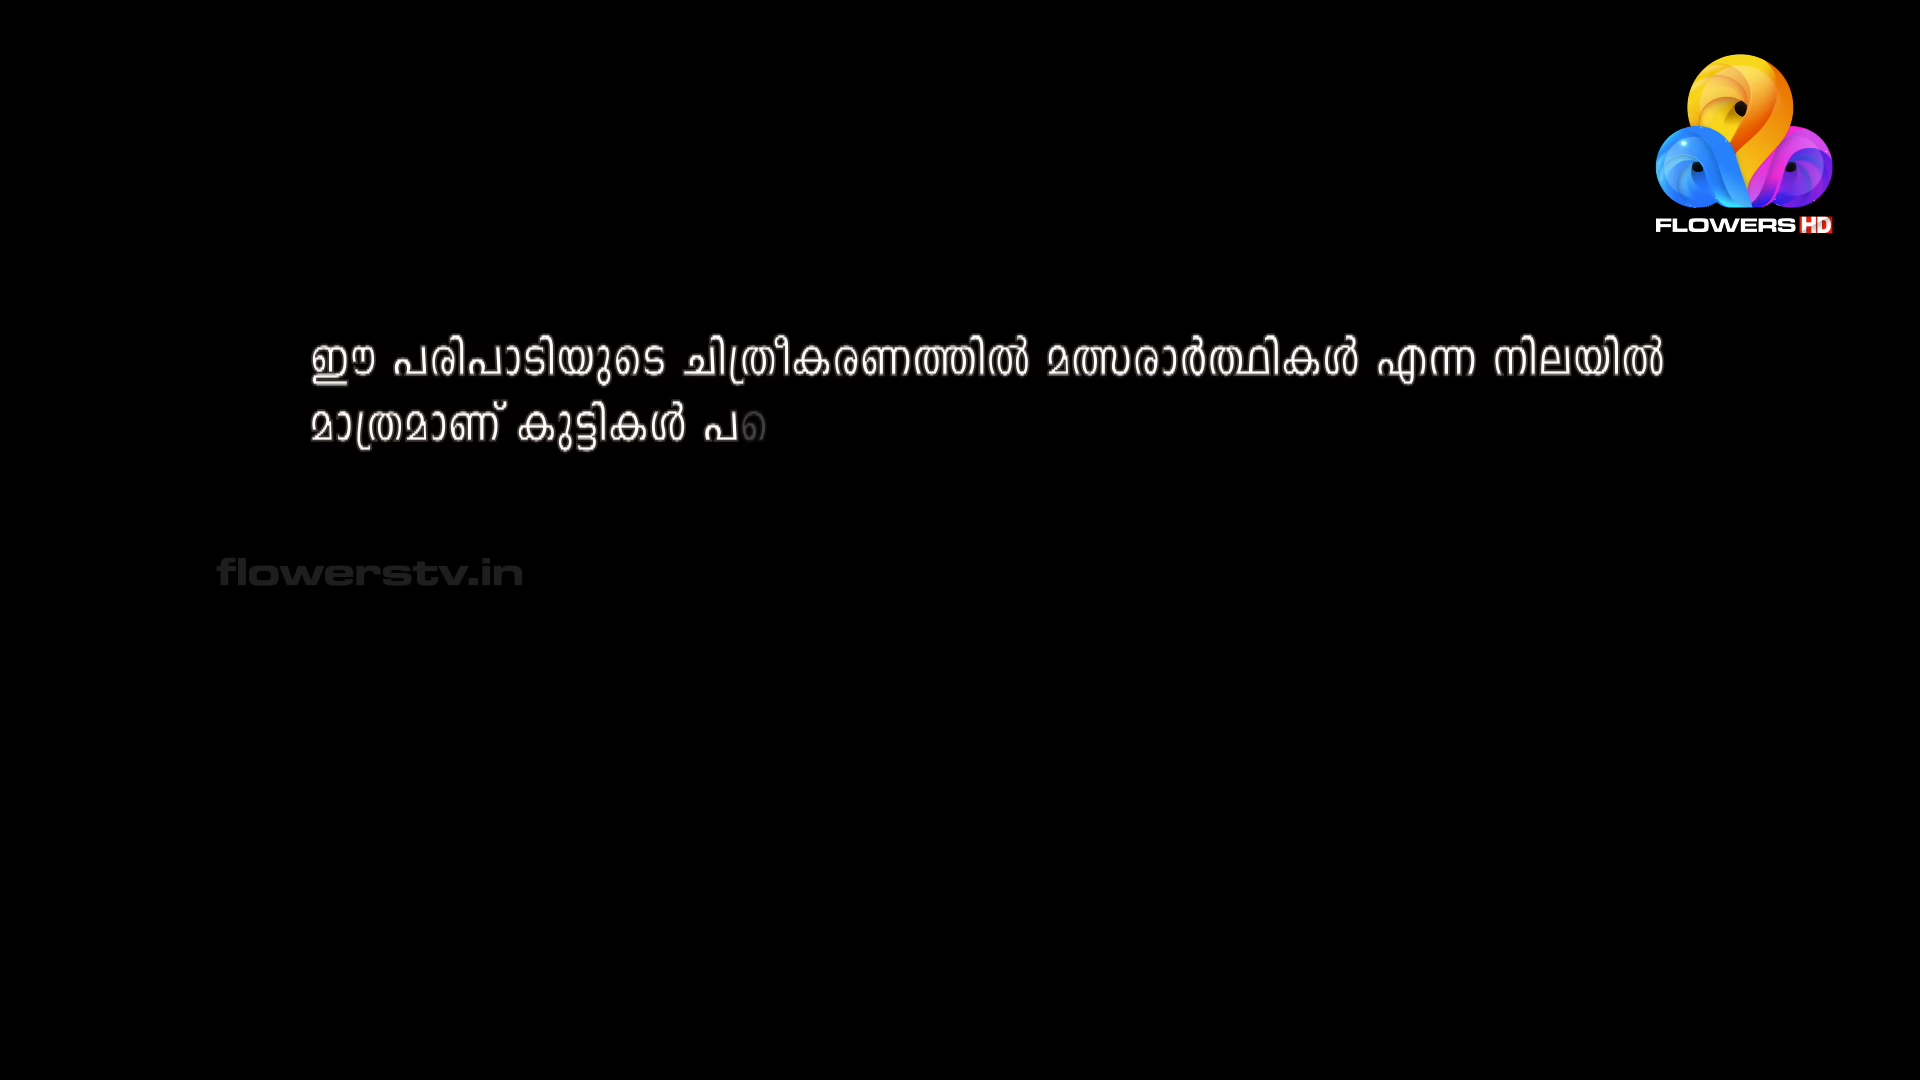 FLOWERS HD
ഈ പരിപാടിയുടെ ചിത്രീകരണത്തിൽ മത്സരാർത്ഥികൾ എന്ന നിലയിൽ
മാത്രമാണ് കുട്ടികൾ പ
flowerstv.in